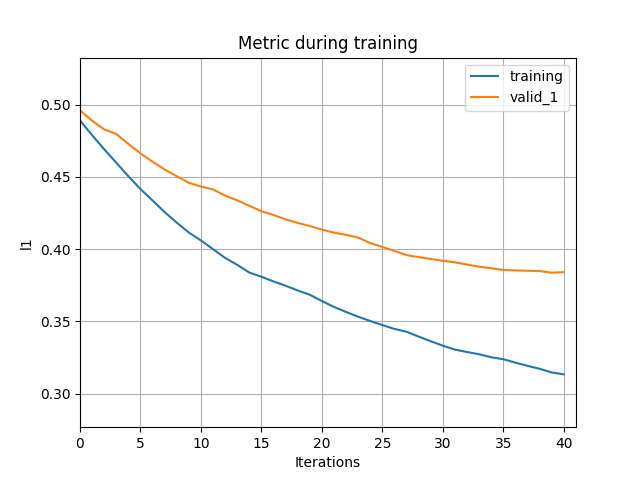 Metric during training
training
valid_1
0.50
0.45
0.40
0.35
0.30
l1
0 5 10 15 20 25 30 35 40
Iterations